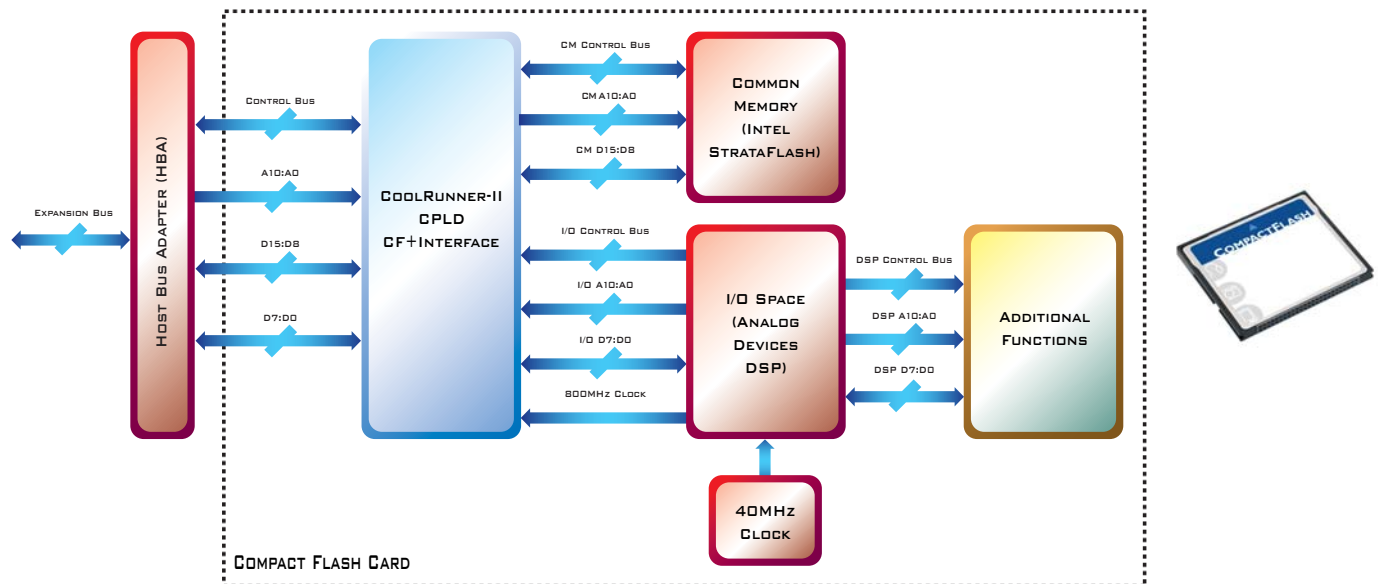 Expansion Bus
Host Bus Adapter (HBA)
Control Bus
A10:A0
D15:D8
D7:D0
CoolRunner-II
CPLD
CF+Interface
CM Control Bus
CM A10:A0
CM D15:D8
I/O Control Bus
I/O A10:A0
I/O D7:D0
800MHz Clock
Common
Memory
(Intel
StrataFlash)
I/O Space
(Analog
Devices
DSP)
40MHz
Clock
DSP Control Bus
DSP A10:A0
DSP D7:D0
Additional
Functions
Compact Flash Card
CompactFlash